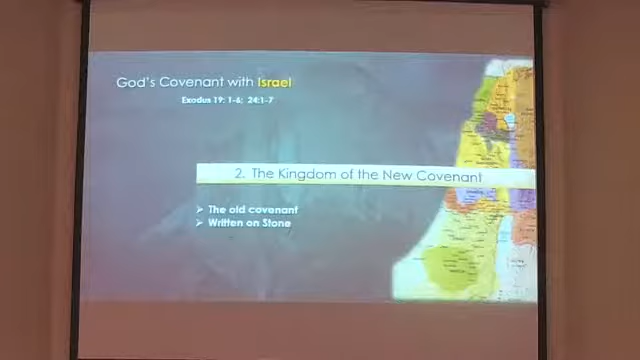 God's Covenant with Israel
Exodus 19: 1-6; 24:1-7
2. The Kingdom of the New Covenant
➢ The old covenant
➢ Written on Stone